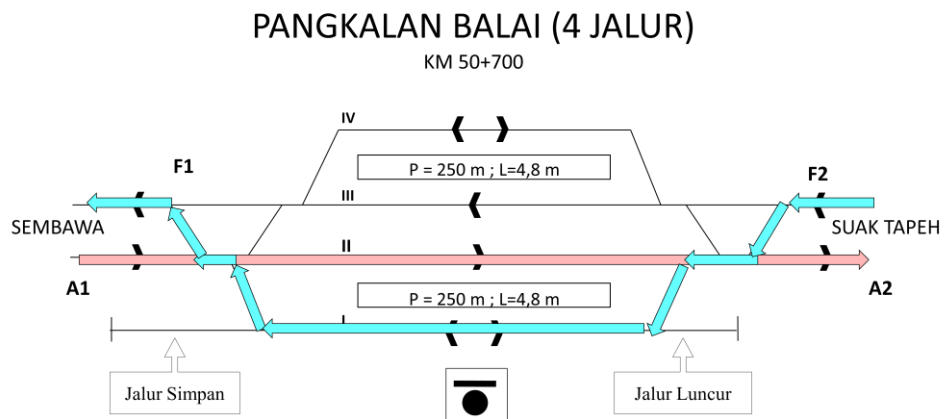 PANGKALAN BALAI (4 JALUR)
KM 50+700
IV
P = 250 m ; L=4,8 m
F1
F2
III
SEMBAWA
SUAK TAPEH
II
A1
P = 250 m ; L=4,8 m
A2
I
Jalur Simpan
Jalur Luncur